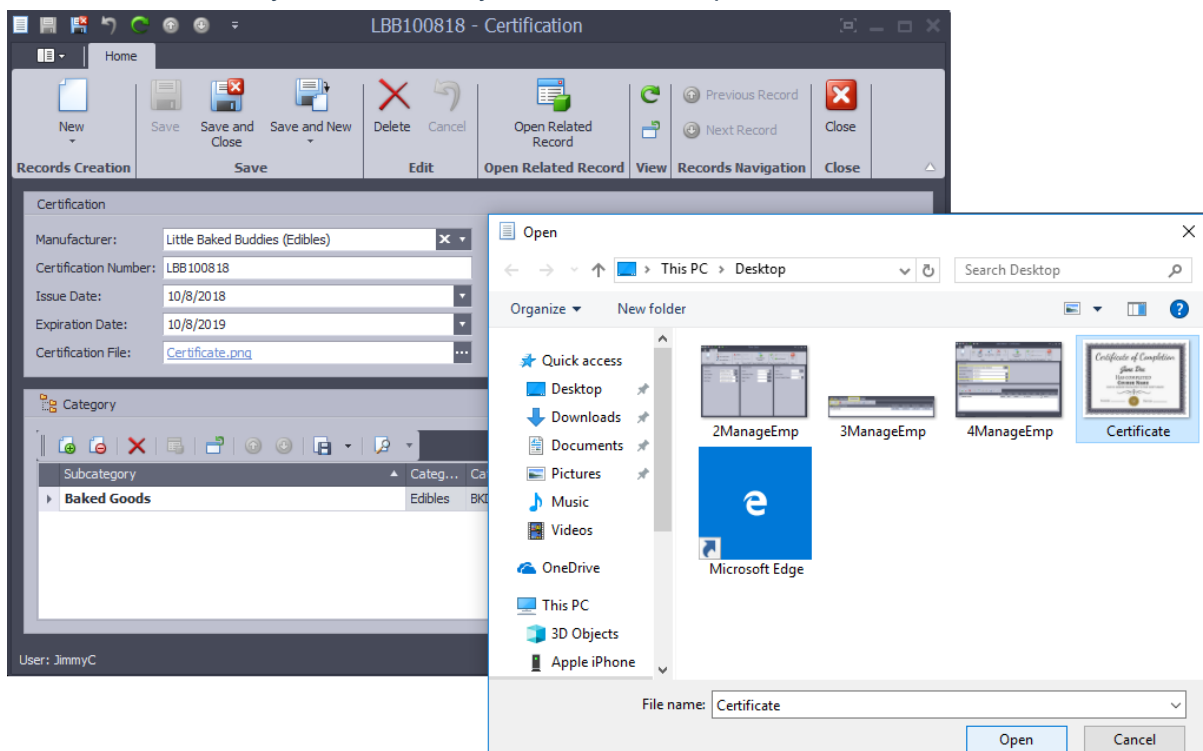 LBB100818 - Certification
Home
New
Save
Save and Close
Save and New
Delete
Cancel
Open Related Record
Previous Record
Next Record
Close
Records Creation
Save
Edit
Open Related Record
View
Records Navigation
Close
Certification
Manufacturer: Little Baked Buddies (Edibles)
Certification Number: LBB100818
Issue Date: 10/8/2018
Expiration Date: 10/8/2019
Certification File: Certificate.png
Category
Subcategory Categ... Ca
Baked Goods Edibles
User: JimmyC
Open
This PC > Desktop
Search Desktop
Organize
New folder
Quick access
Desktop
Downloads
Documents
Pictures
Music
Videos
OneDrive
This PC
3D Objects
Apple iPhone
2ManageEmp
3ManageEmp
4ManageEmp
Certificate of Completion
Jane Doe
Certificate
Microsoft Edge
File name: Certificate
Open
Cancel